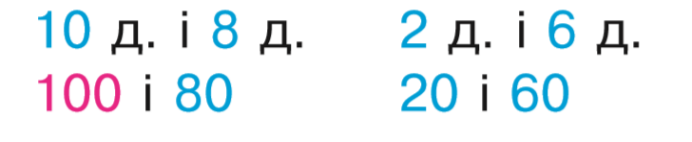 10 д. і 8 д. 2 д. і 6 д.
100 і 80 20 і 60